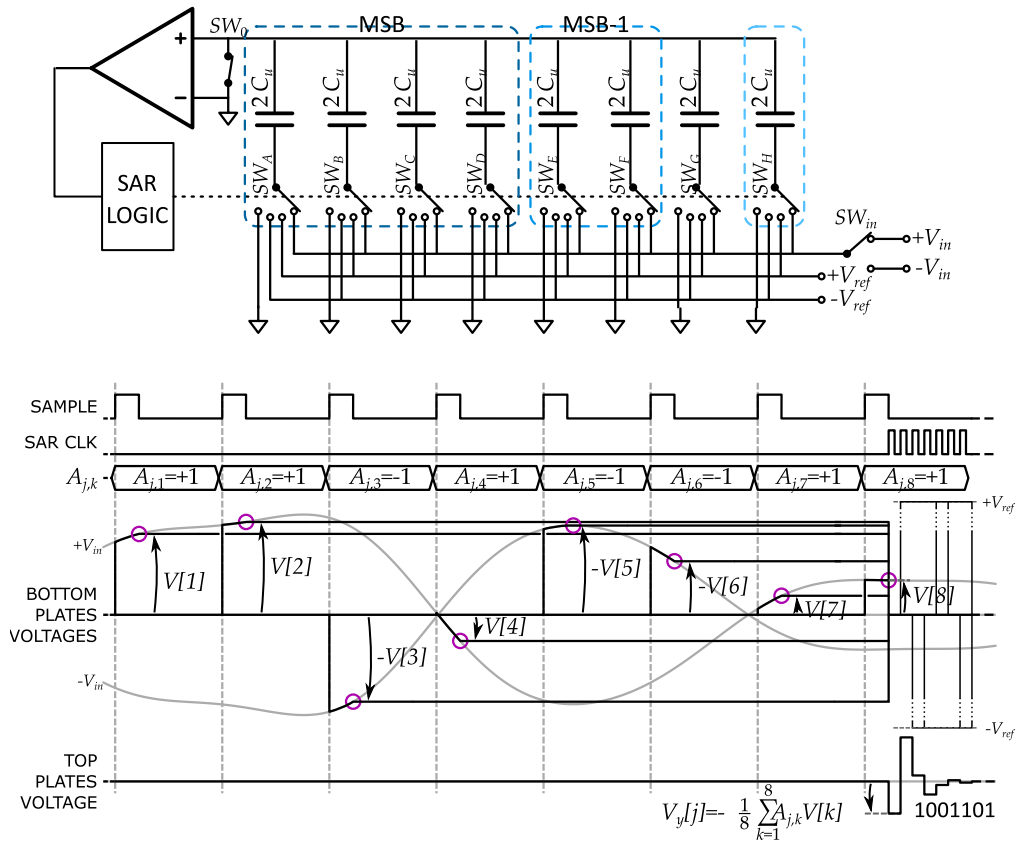 MSB MSB-1
SW0
+
−
2 Cu 2 Cu 2 Cu 2 Cu 2 Cu 2 Cu 2 Cu 2 Cu
SWA SWB SWC SWD SWE SWF SWG SWH
SAR
LOGIC
SWin
+Vin
-Vin
+Vref
-Vref
SAMPLE
SAR CLK
Aj,k Aj,1=+1 Aj,2=+1 Aj,3=-1 Aj,4=+1 Aj,5=-1 Aj,6=-1 Aj,7=+1 Aj,8=+1
+Vref
+Vin
V[1] V[2] -V[5] -V[6] V[7] V[8]
BOTTOM
PLATES
VOLTAGES
V[4]
-V[3]
-Vin
-Vref
TOP
PLATES
VOLTAGE
Vy[j]=- 1/8 8∑k=1 Aj,kV[k]
1001101